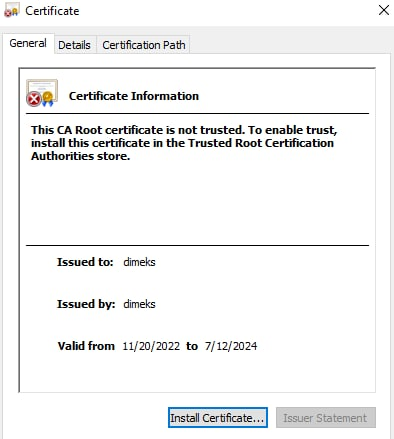 Certificate
General Details Certification Path
Certificate Information
This CA Root certificate is not trusted. To enable trust,
install this certificate in the Trusted Root Certification
Authorities store.
Issued to: dimeks
Issued by: dimeks
Valid from 11/20/2022 to 7/12/2024
Install Certificate... Issuer Statement